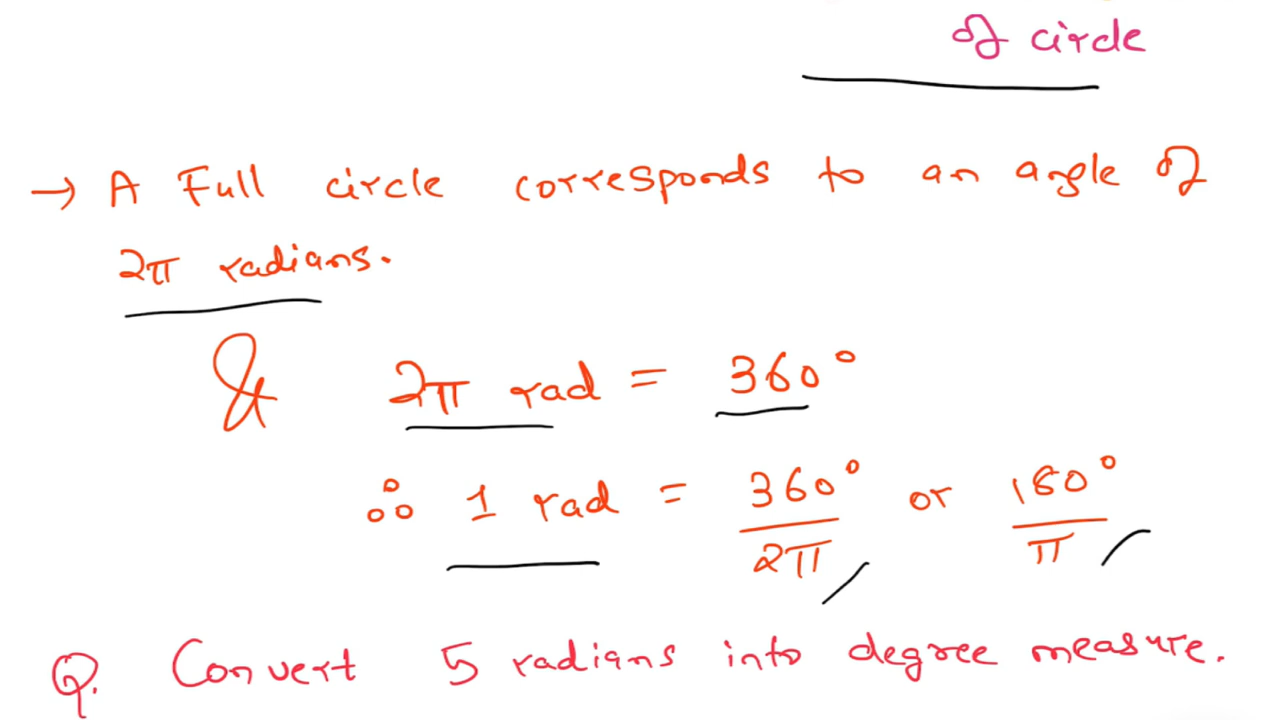 of circle
→ A Full circle corresponds to an angle of
2π radians.
& 2π rad = 360°
∴ 1 rad = 360°/2π or 180°/π
Q. Convert 5 radians into degree measure.